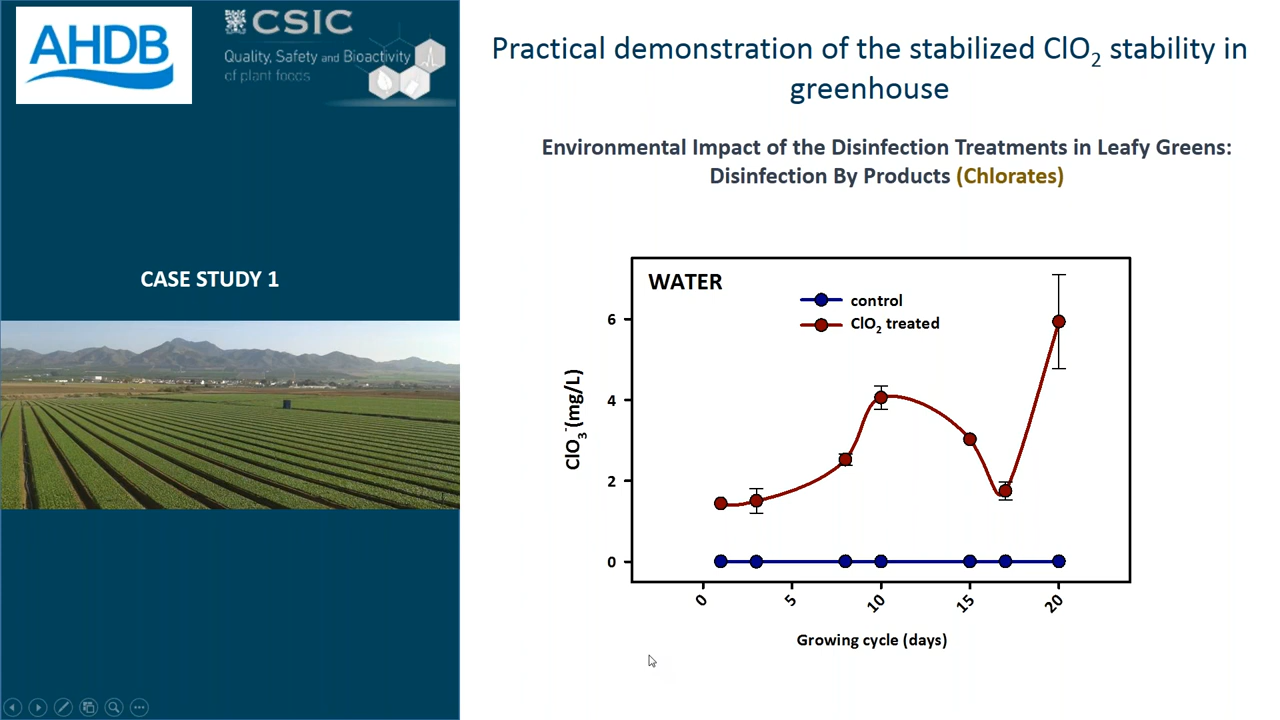 AHDB
CSIC
Quality, Safety and Bioactivity
of plant foods
Practical demonstration of the stabilized ClO2 stability in
greenhouse
Environmental Impact of the Disinfection Treatments in Leafy Greens:
Disinfection By Products (Chlorates)
CASE STUDY 1
WATER
control
ClO2 treated
ClO3-(mg/L)
6
4
2
0
0
5
10
15
20
Growing cycle (days)